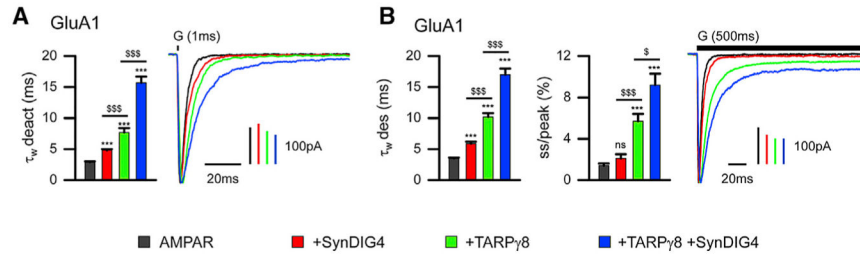 A
GluA1
τw deact (ms)
20
15
10
5
0
***
$$$
***
$$$
***
G (1ms)
20ms
100pA
B
GluA1
τw des (ms)
20
15
10
5
0
***
$$$
***
$$$
***
ss/peak (%)
12
8
4
0
ns
$$$
***
$
***
G (500ms)
20ms
100pA
AMPAR
+SynDIG4
+TARPγ8
+TARPγ8 +SynDIG4